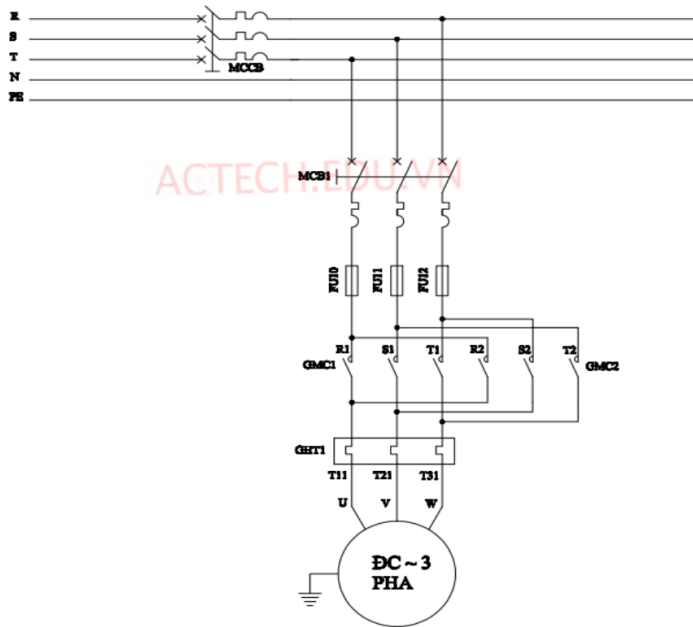 R
S
T
N
PE
MCCB
ACTECH.EDU.VN
MCB1
FU10 FU11 FU12
R1 S1 T1 R2 S2 T2
GMC1 GMC2
GHT1
T11 T21 T31
U V W
ĐC ~ 3
PHA